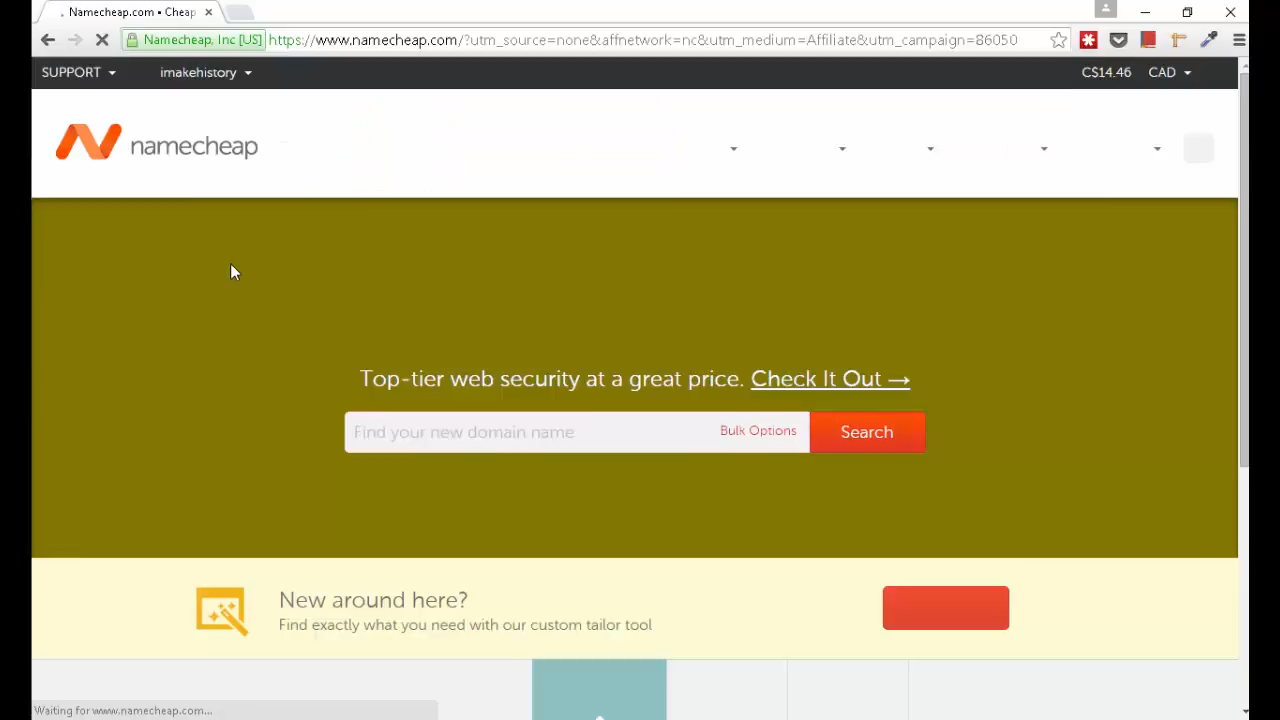 Namecheap.com • Cheap
Namecheap, Inc [US] https://www.namecheap.com/?utm_source=none&affnetwork=nc&utm_medium=Affiliate&utm_campaign=86050
SUPPORT imakehistory C$14.46 CAD
namecheap
Top-tier web security at a great price. Check It Out →
Find your new domain name Bulk Options Search
New around here?
Find exactly what you need with our custom tailor tool
Waiting for www.namecheap.com...